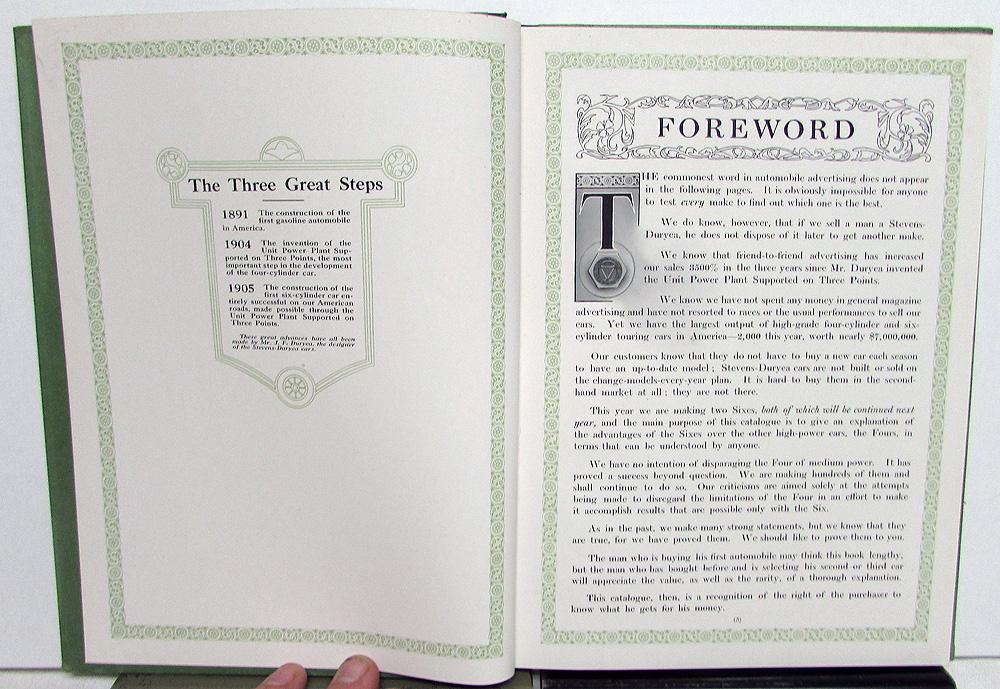 The Three Great Steps
1891 The construction of the
first gasoline automobile
in America.
1904 The invention of the
Unit Power Plant Sup-
ported on Three Points, the most
important step in the development
of the four-cylinder car.
1905 The construction of the
first six-cylinder car en-
tirely successful on our American
roads, made possible through the
Unit Power Plant Supported on
Three Points.
These great advances have all been
made by Mr. J. F. Duryea, the designer
of the Stevens-Duryea cars.
FOREWORD
THE commonest word in automobile advertising does not appear
in the following pages. It is obviously impossible for anyone
to test every make to find out which one is the best.
We do know, however, that if we sell a man a Stevens-
Duryea, he does not dispose of it later to get another make.
We know that friend-to-friend advertising has increased
our sales 3500% in the three years since Mr. Duryea invented
the Unit Power Plant Supported on Three Points.
We know we have not spent any money in general magazine
advertising and have not resorted to races or the usual performances to sell our
cars. Yet we have the largest output of high-grade four-cylinder and six-
cylinder touring cars in America—2,000 this year, worth nearly $7,000,000.
Our customers know that they do not have to buy a new car each season
to have an up-to-date model; Stevens-Duryea cars are not built or sold on
the change-models-every-year plan. It is hard to buy them in the second-
hand market at all; they are not there.
This year we are making two Sixes, both of which will be continued next
year, and the main purpose of this catalogue is to give an explanation of
the advantages of the Sixes over the other high-power cars, the Fours, in
terms that can be understood by anyone.
We have no intention of disparaging the Four of medium power. It has
proved a success beyond question. We are making hundreds of them and
shall continue to do so. Our criticisms are aimed solely at the attempts
being made to disregard the limitations of the Four in an effort to make
it accomplish results that are possible only with the Six.
As in the past, we make many strong statements, but we know that they
are true, for we have proved them. We should like to prove them to you.
The man who is buying his first automobile may think this book lengthy,
but the man who has bought before and is selecting his second or third car
will appreciate the value, as well as the rarity, of a thorough explanation.
This catalogue, then, is a recognition of the right of the purchaser to
know what he gets for his money.